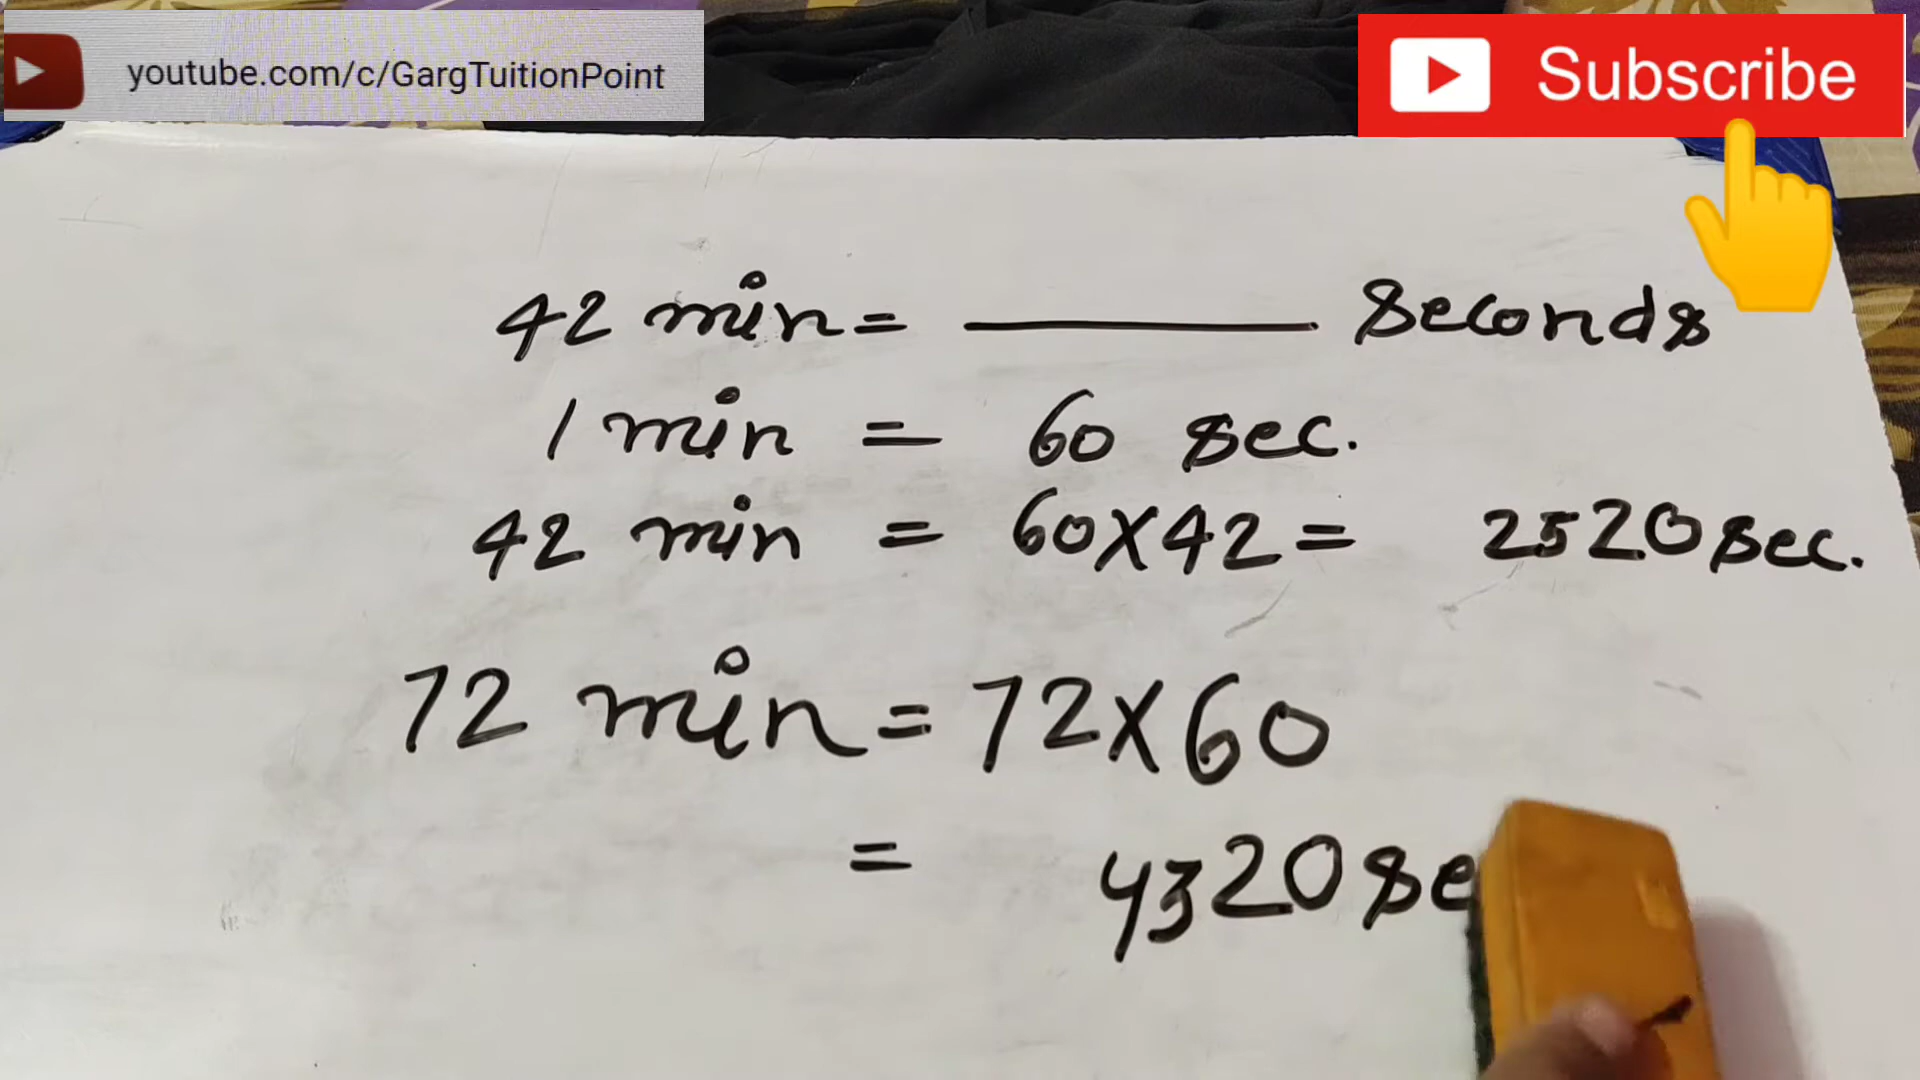 youtube.com/c/GargTuitionPoint
Subscribe
42 min = ______ seconds
1 min = 60 sec.
42 min = 60X42 = 2520 sec.
72 min = 72X60
= 4320 se